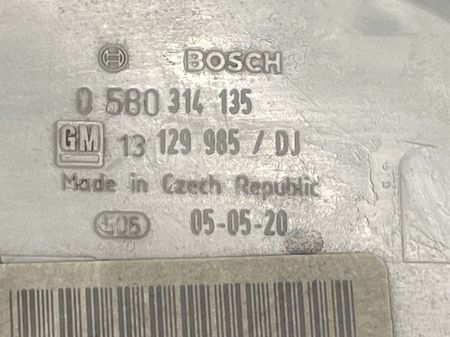 BOSCH
0 580 314 135
GM 13 129 985 / DJ
Made in Czech Republic
505 05-05-20